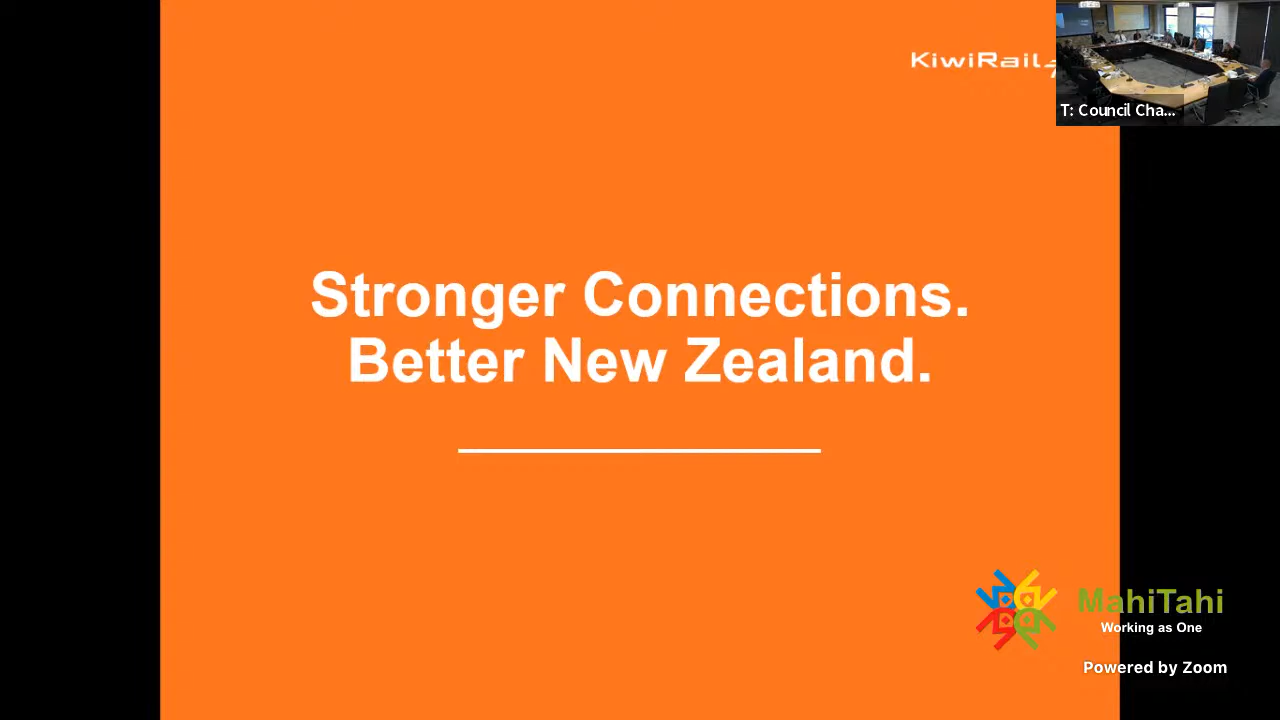 KiwiRail
T: Council Cha...
Stronger Connections.
Better New Zealand.
MahiTahi
Working as One
Powered by Zoom